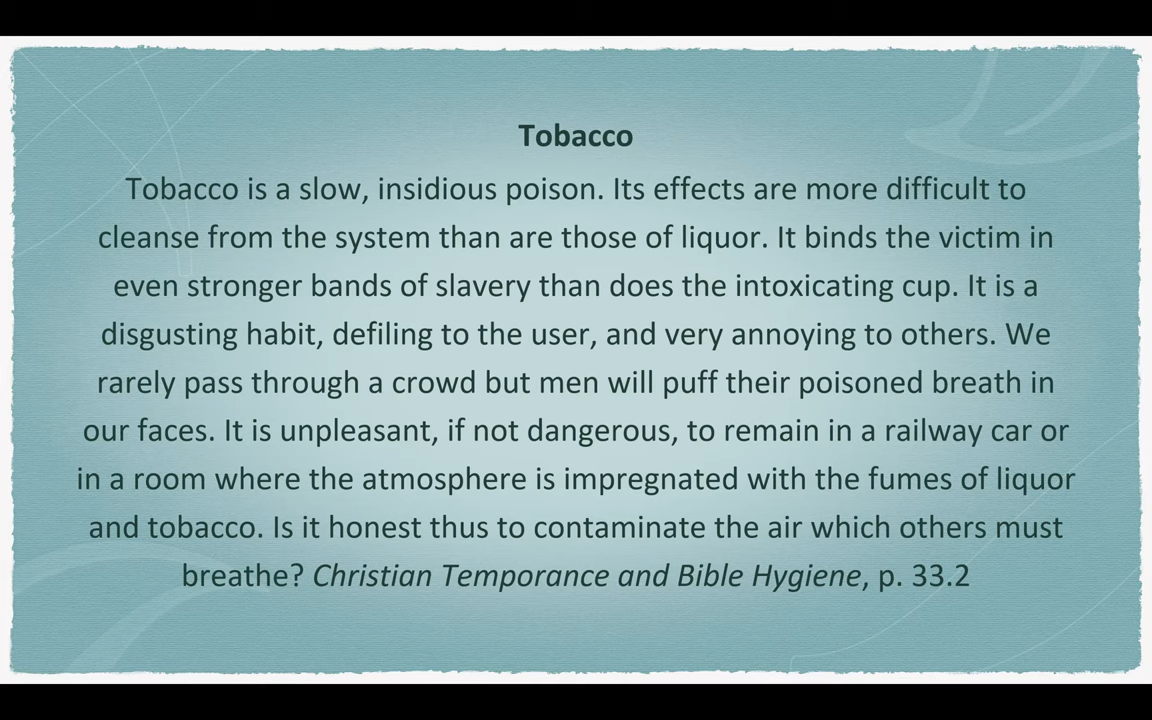 Tobacco
Tobacco is a slow, insidious poison. Its effects are more difficult to
cleanse from the system than are those of liquor. It binds the victim in
even stronger bands of slavery than does the intoxicating cup. It is a
disgusting habit, defiling to the user, and very annoying to others. We
rarely pass through a crowd but men will puff their poisoned breath in
our faces. It is unpleasant, if not dangerous, to remain in a railway car or
in a room where the atmosphere is impregnated with the fumes of liquor
and tobacco. Is it honest thus to contaminate the air which others must
breathe? Christian Temporance and Bible Hygiene, p. 33.2